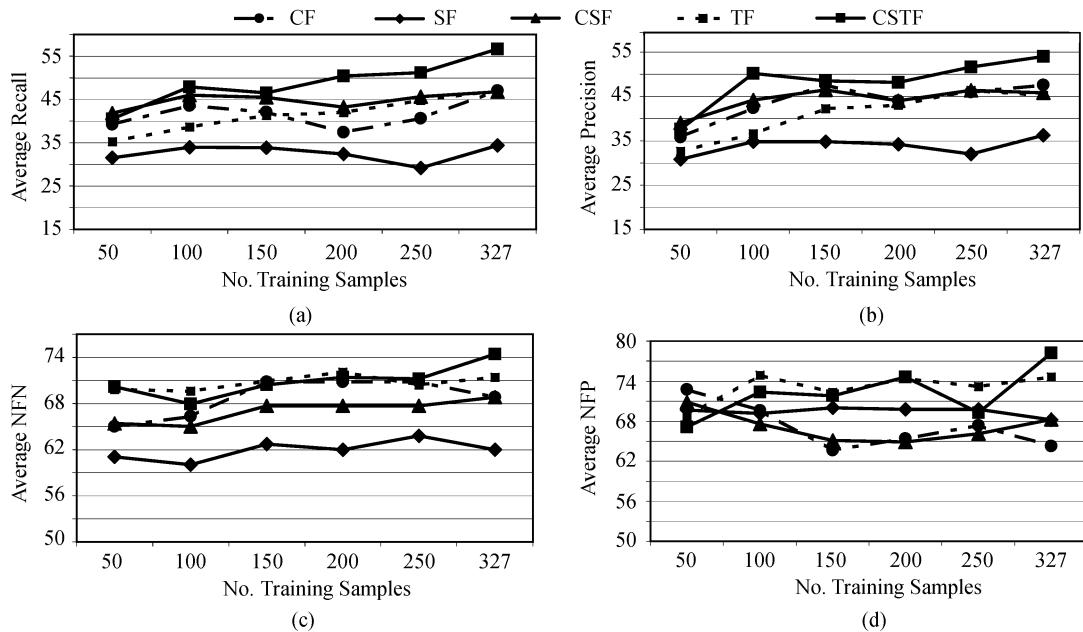 CF SF CSF TF CSTF
Average Recall
55
45
35
25
15
50 100 150 200 250 327
No. Training Samples
(a)
Average Precision
55
45
35
25
15
50 100 150 200 250 327
No. Training Samples
(b)
Average NFN
74
68
62
56
50
50 100 150 200 250 327
No. Training Samples
(c)
Average NFP
80
74
68
62
56
50
50 100 150 200 250 327
No. Training Samples
(d)